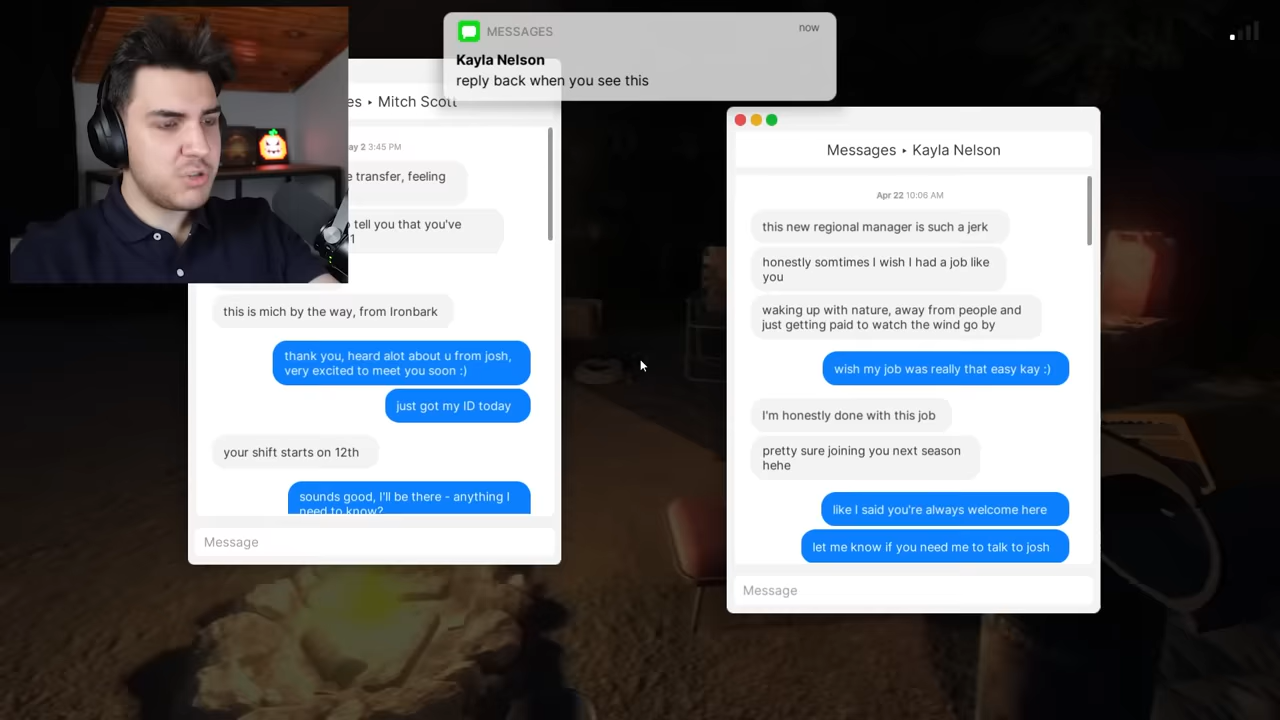 MESSAGES
now
Kayla Nelson
reply back when you see this
Mitch Scott
2 3:45 PM
transfer, feeling
tell you that you've
this is mich by the way, from Ironbark
thank you, heard alot about u from josh,
very excited to meet you soon :)
just got my ID today
your shift starts on 12th
sounds good, I'll be there - anything I
need to know?
Message
Messages ‣ Kayla Nelson
Apr 22 10:06 AM
this new regional manager is such a jerk
honestly somtimes I wish I had a job like
you
waking up with nature, away from people and
just getting paid to watch the wind go by
wish my job was really that easy kay :)
I'm honestly done with this job
pretty sure joining you next season
hehe
like I said you're always welcome here
let me know if you need me to talk to josh
Message